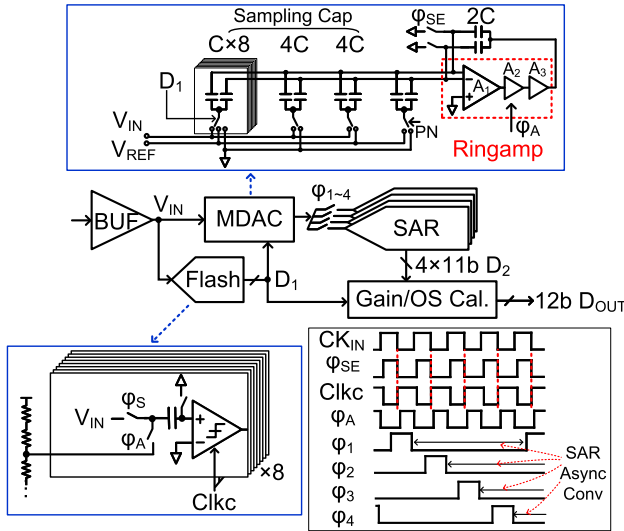 Sampling Cap
C×8 4C 4C
φSE
2C
D1
VIN
VREF
A1
A2
A3
φA
PN
Ringamp
BUF
VIN
MDAC
φ1~4
SAR
Flash
D1
4×11b D2
Gain/OS Cal.
12b DOUT
φS
VIN
φA
+
−
Clkc
×8
CKIN
φSE
Clkc
φA
φ1
φ2
φ3
φ4
SAR
Async
Conv